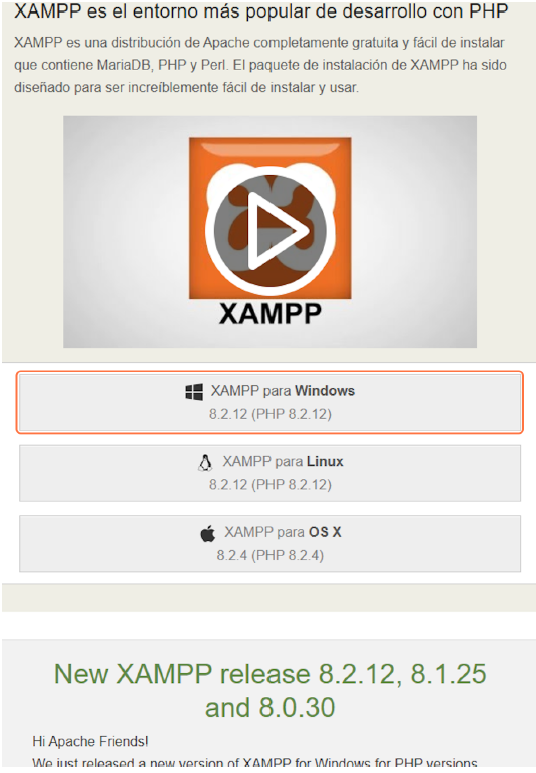 XAMPP es el entorno más popular de desarrollo con PHP
XAMPP es una distribución de Apache completamente gratuita y fácil de instalar
que contiene MariaDB, PHP y Perl. El paquete de instalación de XAMPP ha sido
diseñado para ser increíblemente fácil de instalar y usar.
XAMPP
XAMPP para Windows
8.2.12 (PHP 8.2.12)
XAMPP para Linux
8.2.12 (PHP 8.2.12)
XAMPP para OS X
8.2.4 (PHP 8.2.4)
New XAMPP release 8.2.12, 8.1.25
and 8.0.30
Hi Apache Friends!
We just released a new version of XAMPP for Windows for PHP versions